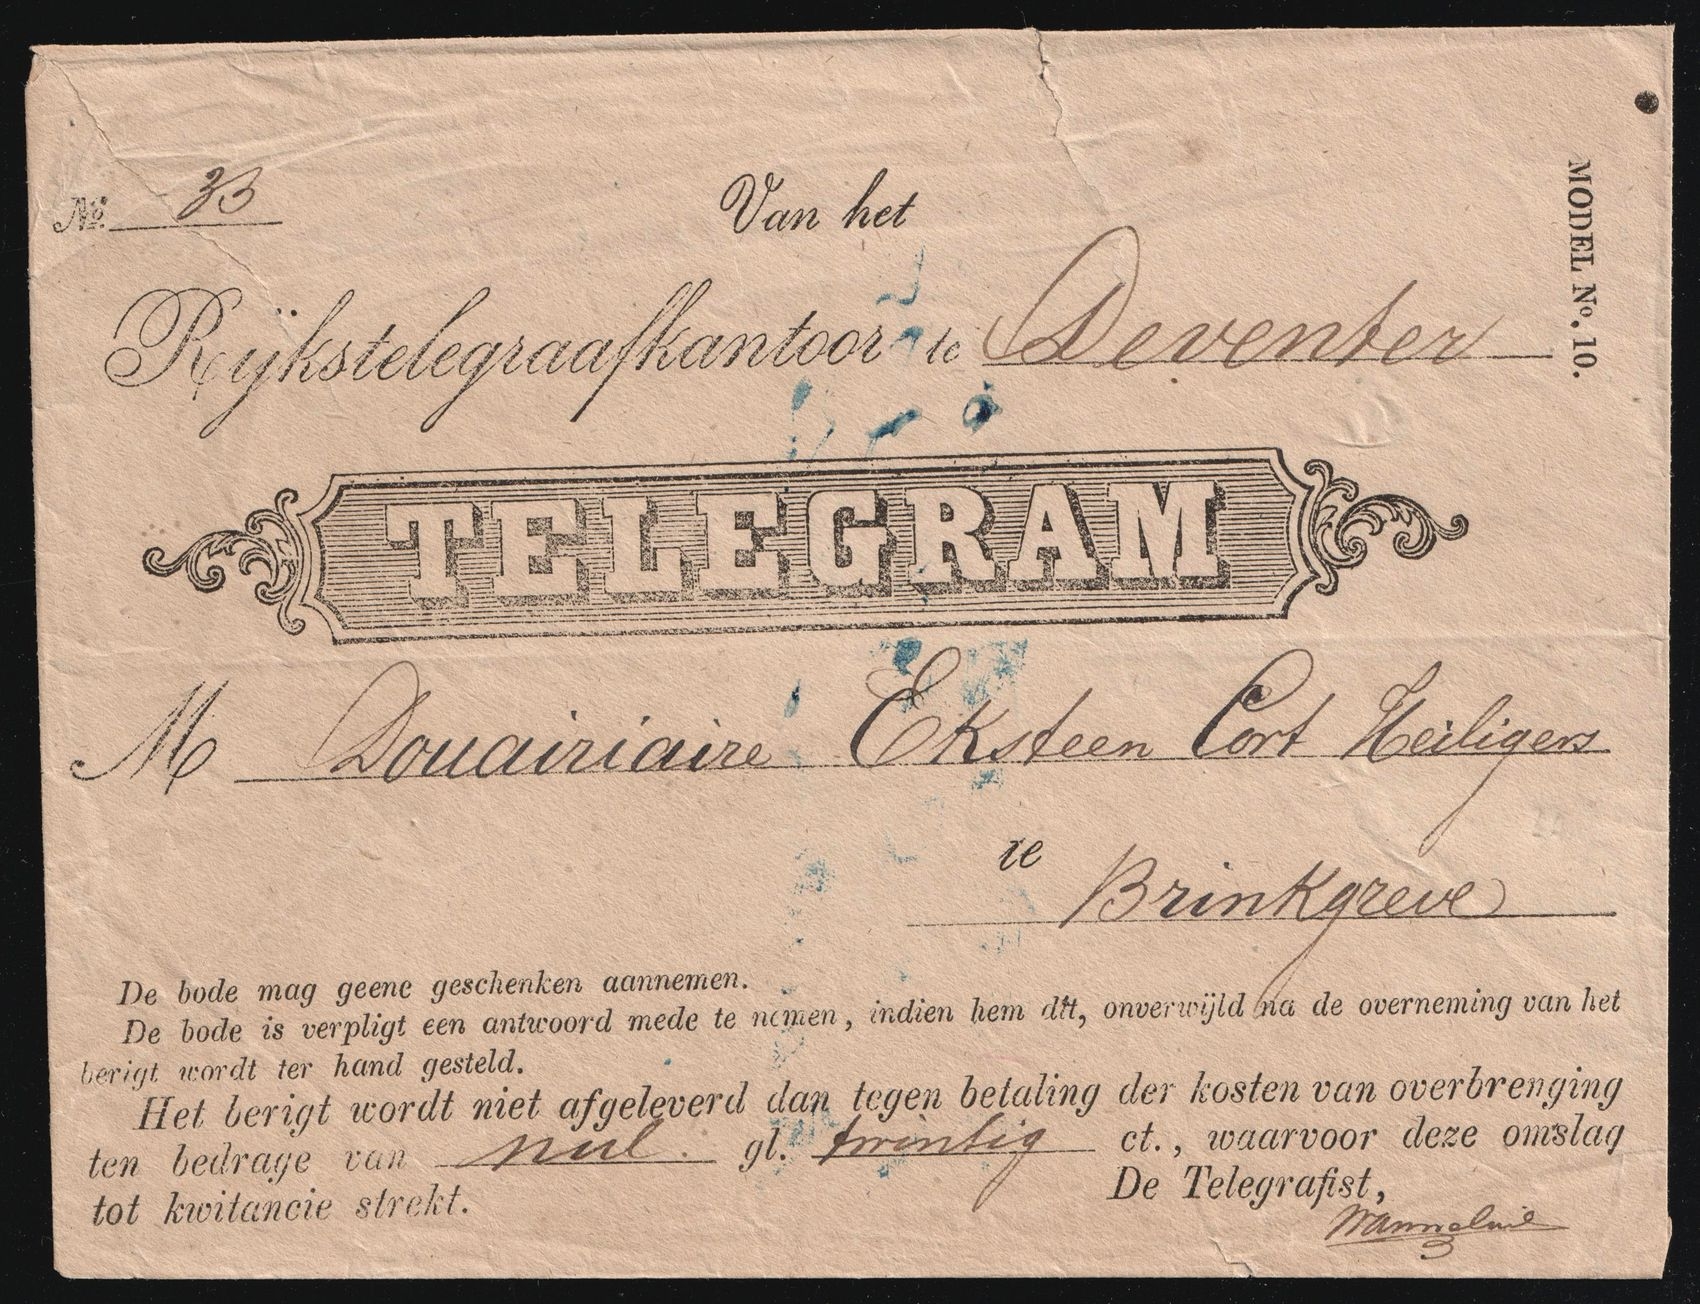 No. 33
Van het
MODEL No. 10.
Rijkstelegraafkantoor te Deventer
TELEGRAM
M Douairiaire Eksteen Cort Heiligers
te Brinkgreve
De bode mag geene geschenken aannemen.
De bode is verpligt een antwoord mede te nemen, indien hem dit, onverwijld na de overneming van het
berigt wordt ter hand gesteld.
Het berigt wordt niet afgeleverd dan tegen betaling der kosten van overbrenging
ten bedrage van nul. gl. twintig ct., waarvoor deze omslag
tot kwitancie strekt.
De Telegrafist,